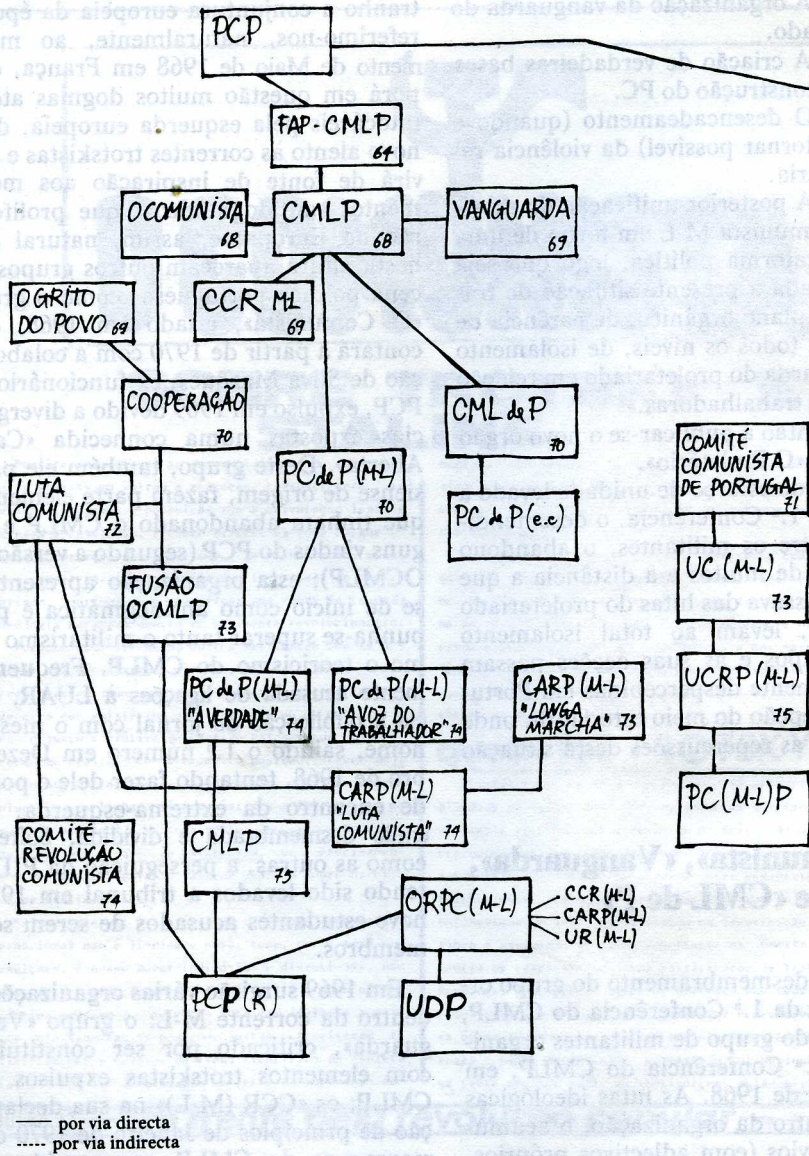 PCP
FAP-CMLP
64
O COMUNISTA
68
CMLP
68
VANGUARDA
69
O GRITO
DO POVO 69
CCR ML
69
COOPERAÇÃO
70
CML de P
70
COMITÉ
COMUNISTA
DE PORTUGAL
71
LUTA
COMUNISTA
72
PC de P (M-L)
70
PC de P (e.c)
UC (M-L)
73
FUSÃO
OCMLP
73
PC de P (M-L)
"A VERDADE" 74
PC de P (M-L)
"A VOZ DO
TRABALHADOR" 74
CARP (M-L)
"LONGA
MARCHA" 73
UCRP (M-L)
75
CARP (M-L)
"LUTA
COMUNISTA" 74
PC (M-L) P
COMITÉ -
REVOLUÇÃO
COMUNISTA
74
CMLP
75
ORPC (M-L)
CCR (M-L)
CARP (M-L)
UR (M-L)
PCP (R)
UDP
—— por via directa
----- por via indirecta